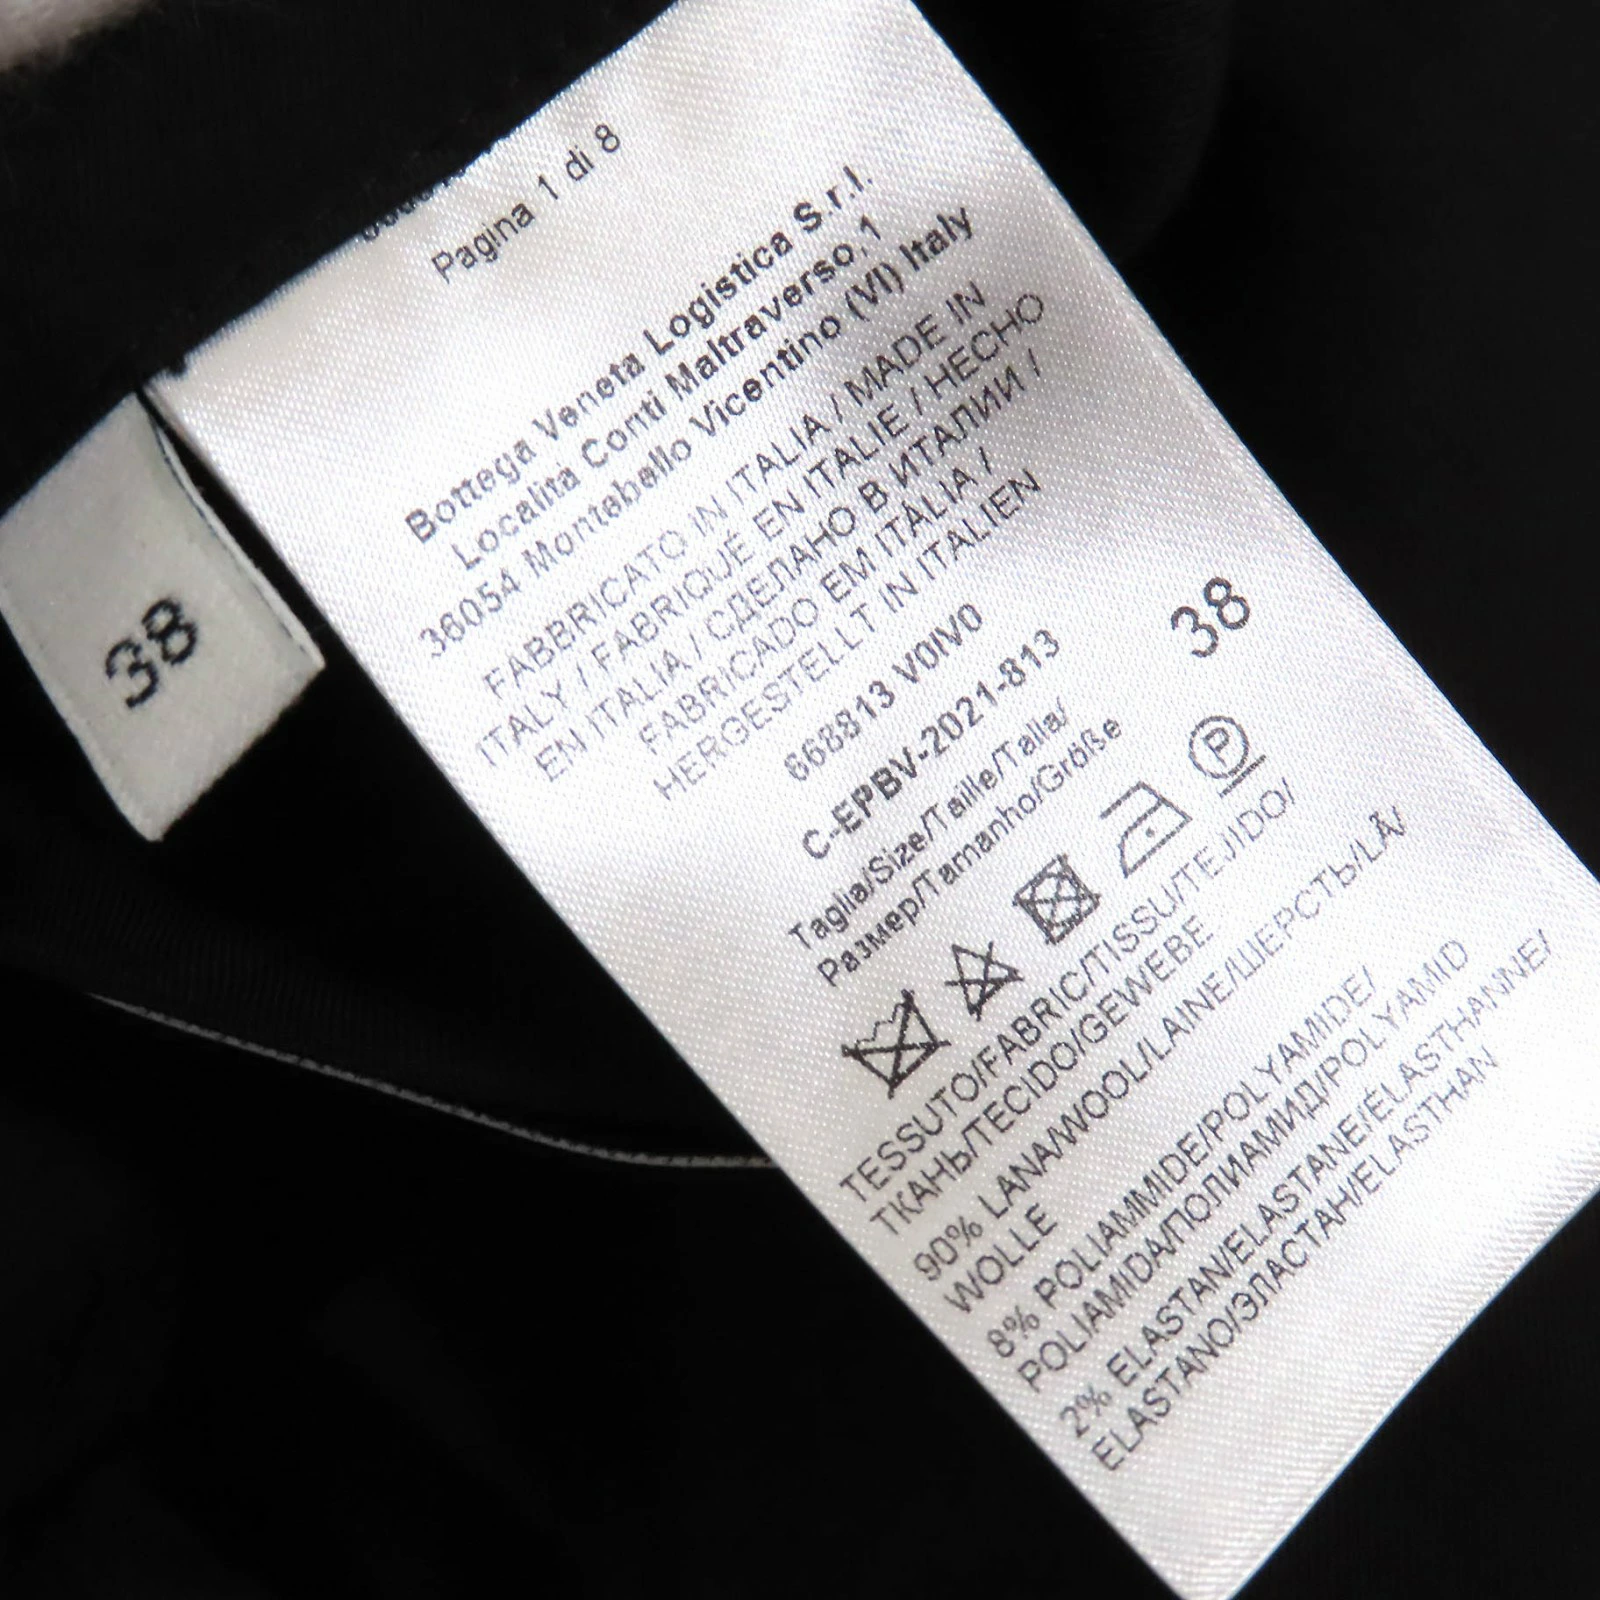 Pagina 1 di 8
Bottega Veneta Logistica S.r.l.
Località Conti Maltraverso,1
36054 Montebello Vicentino (VI) Italy
FABBRICATO IN ITALIA / MADE IN
ITALY / FABRIQUÉ EN ITALIE / HECHO
EN ITALIA / СДЕЛАНО В ИТАЛИИ /
FABRICADO EM ITÁLIA /
HERGESTELLT IN ITALIEN
668813 V0IV0
C-EPBV-2021-813
Taglia/Size/Taille/Talla/
Размер/Tamanho/Größe
38
P
TESSUTO/FABRIC/TISSU/TEJIDO/
ТКАНЬ/TECIDO/GEWEBE
90% LANA/WOOL/LAINE/ШЕРСТЬ/LÃ/
WOLLE
8% POLIAMMIDE/POLYAMIDE/
POLIAMIDA/ПОЛИАМИД/POLYAMID
2% ELASTAN/ELASTANE/ÉLASTHANNE/
ELASTANO/ЭЛАСТАН/ELASTHAN
38